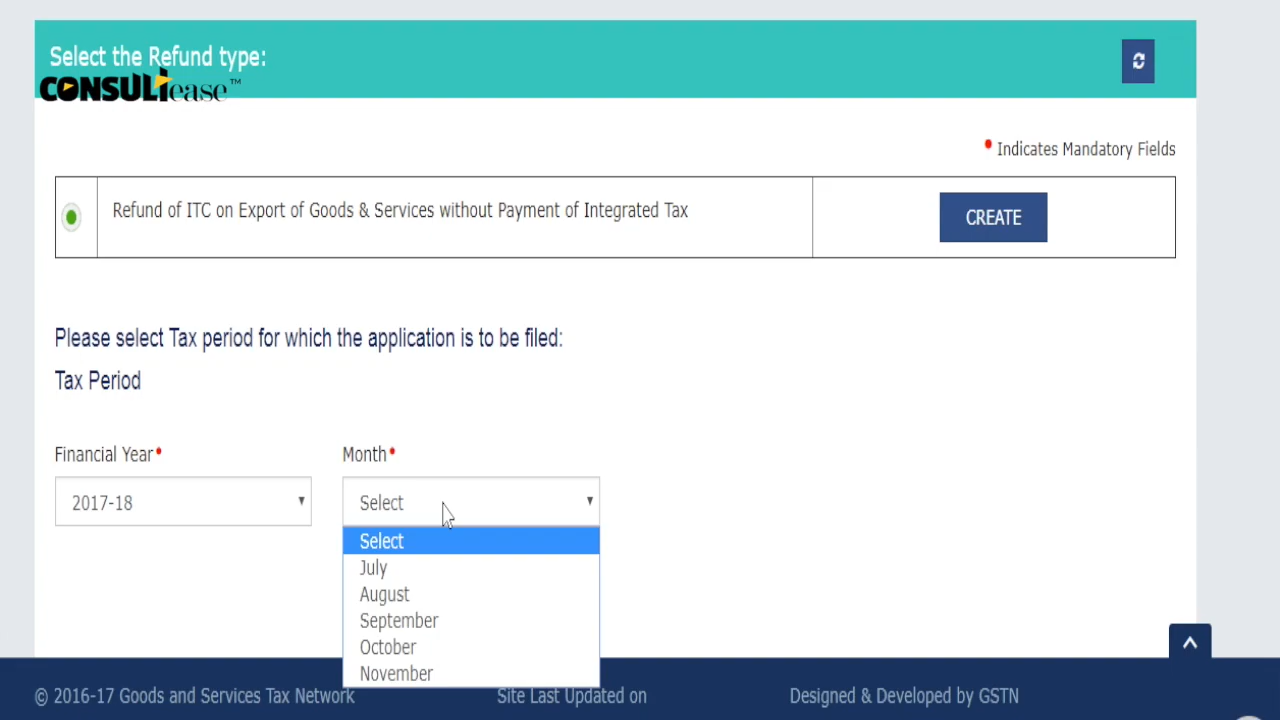 Select the Refund type:
CONSULTease™
• Indicates Mandatory Fields
Refund of ITC on Export of Goods & Services without Payment of Integrated Tax
CREATE
Please select Tax period for which the application is to be filed:
Tax Period
Financial Year•
Month•
2017-18
Select
Select
July
August
September
October
November
© 2016-17 Goods and Services Tax Network
Site Last Updated on
Designed & Developed by GSTN